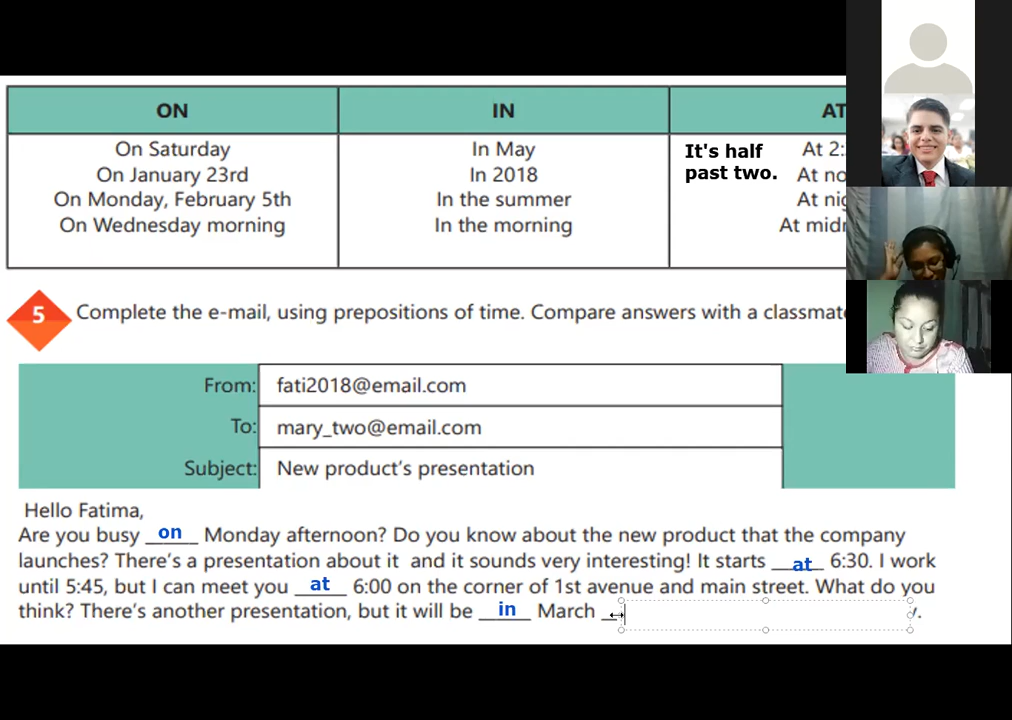 ON IN AT
On Saturday
On January 23rd
On Monday, February 5th
On Wednesday morning
In May
In 2018
In the summer
In the morning
It's half
past two.
At
At
At
At
5 Complete the e-mail, using prepositions of time. Compare answers with a
From: fati2018@email.com
To: mary_two@email.com
Subject: New product's presentation
Hello Fatima,
Are you busy on Monday afternoon? Do you know about the new product that the company
launches? There's a presentation about it and it sounds very interesting! It starts at 6:30. I work
until 5:45, but I can meet you at 6:00 on the corner of 1st avenue and main street. What do you
think? There's another presentation, but it will be in March